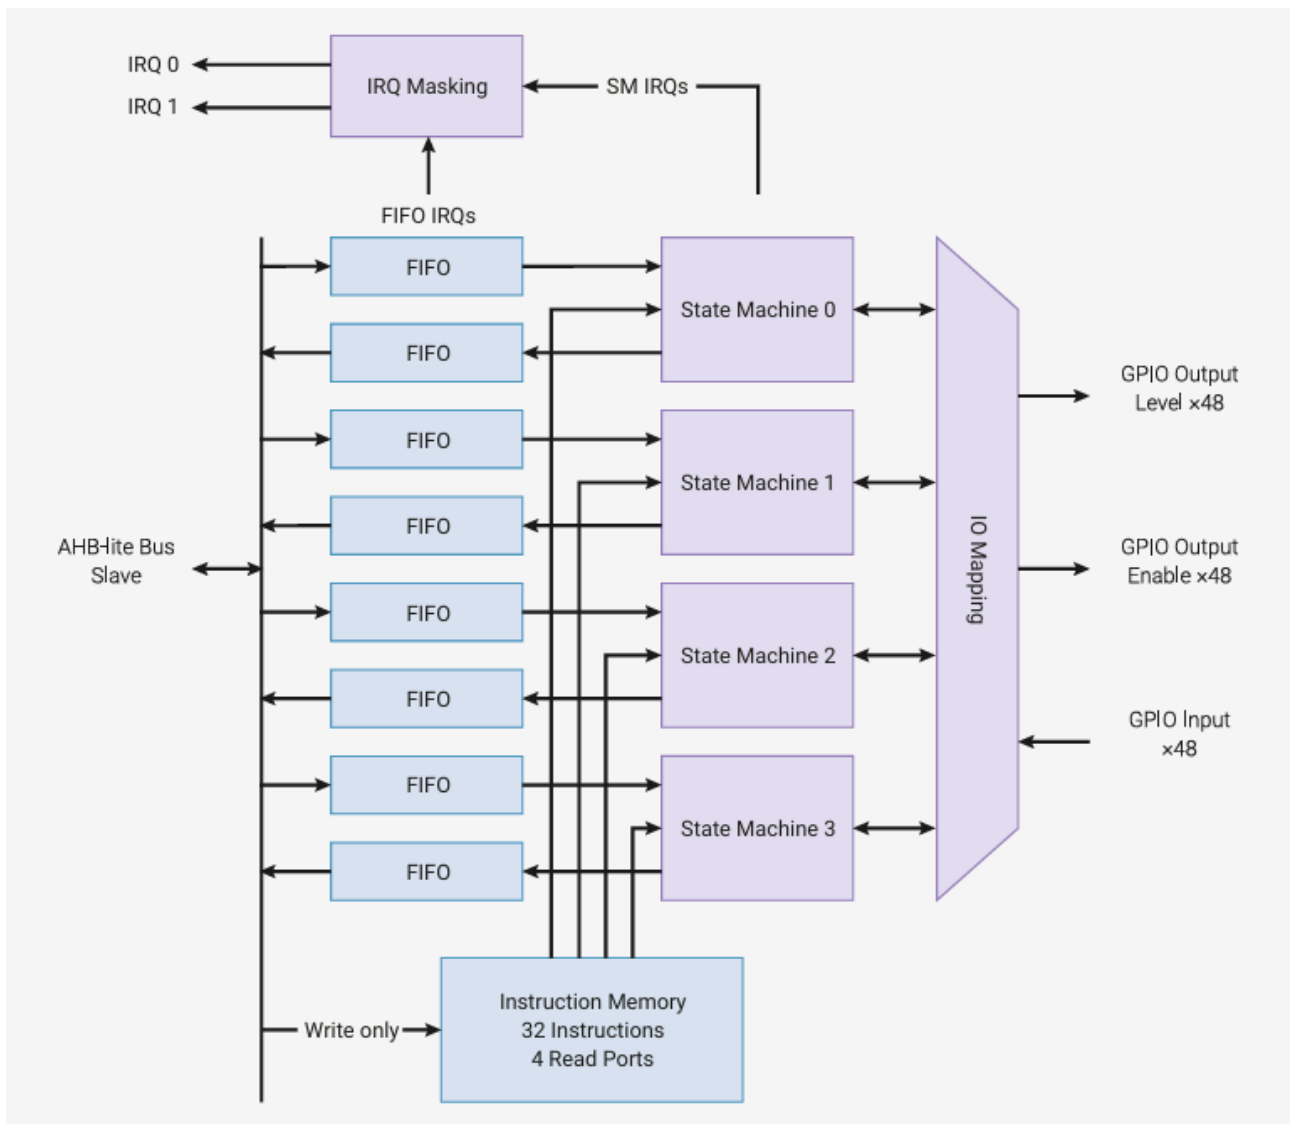 IRQ 0
IRQ 1
IRQ Masking
SM IRQs
FIFO IRQs
FIFO
FIFO
FIFO
FIFO
FIFO
FIFO
FIFO
FIFO
State Machine 0
State Machine 1
State Machine 2
State Machine 3
AHB-lite Bus
Slave
IO Mapping
GPIO Output
Level ×48
GPIO Output
Enable ×48
GPIO Input
×48
Write only
Instruction Memory
32 Instructions
4 Read Ports